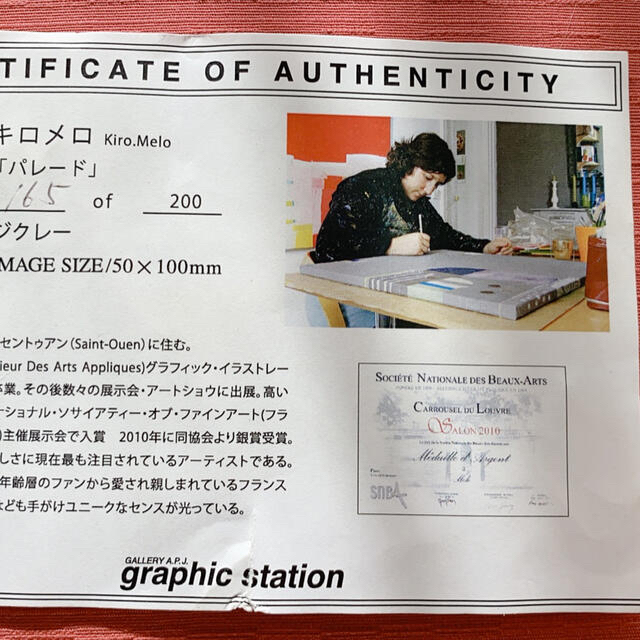 TIFICATE OF AUTHENTICITY
キロメロ Kiro.Melo
「パレード」
165 of 200
ジクレー
MAGE SIZE/50×100mm
セントゥアン(Saint-Ouen)に住む。
ieur Des Arts Appliques)グラフィック・イラストレー
卒業。その後数々の展示会・アートショウに出展。高い
ナショナル・ソサイアティー・オブ・ファインアート(フラ
)主催展示会で入賞 2010年に同協会より銀賞受賞。
しさに現在最も注目されているアーティストである。
年齢層のファンから愛され親しまれているフランス
なども手がけユニークなセンスが光っている。
SOCIÉTÉ NATIONALE DES BEAUX-ARTS
CARROUSEL DU LOUVRE
SALON 2010
Médaille d'Argent
à
Melo
SNBA
GALLERY A.P.J.
graphic station